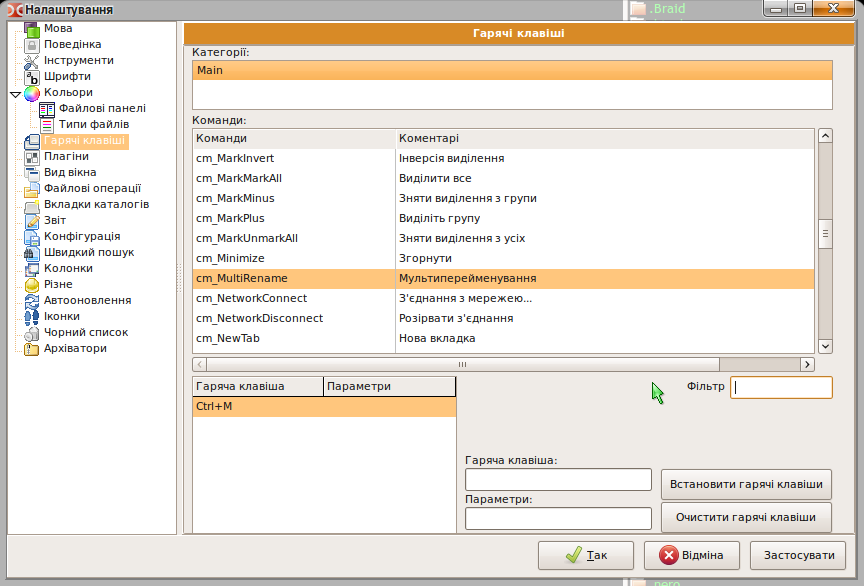 .Braid
Налаштування
Мова
Поведінка
Інструменти
Шрифти
Кольори
Файлові панелі
Типи файлів
Гарячі клавіші
Плагіни
Вид вікна
Файлові операції
Вкладки каталогів
Звіт
Конфігурація
Швидкий пошук
Колонки
Різне
Автооновлення
Іконки
Чорний список
Архіватори
Гарячі клавіші
Категорії:
Main
Команди:
Команди Коментарі
cm_MarkInvert Інверсія виділення
cm_MarkMarkAll Виділити все
cm_MarkMinus Зняти виділення з групи
cm_MarkPlus Виділіть групу
cm_MarkUnmarkAll Зняти виділення з усіх
cm_Minimize Згорнути
cm_MultiRename Мультиперейменування
cm_NetworkConnect З'єднання з мережею...
cm_NetworkDisconnect Розірвати з'єднання
cm_NewTab Нова вкладка
Гаряча клавіша Параметри
Ctrl+M
Фільтр
Гаряча клавіша:
Встановити гарячі клавіши
Параметри:
Очистити гарячі клавіши
Так Відміна Застосувати